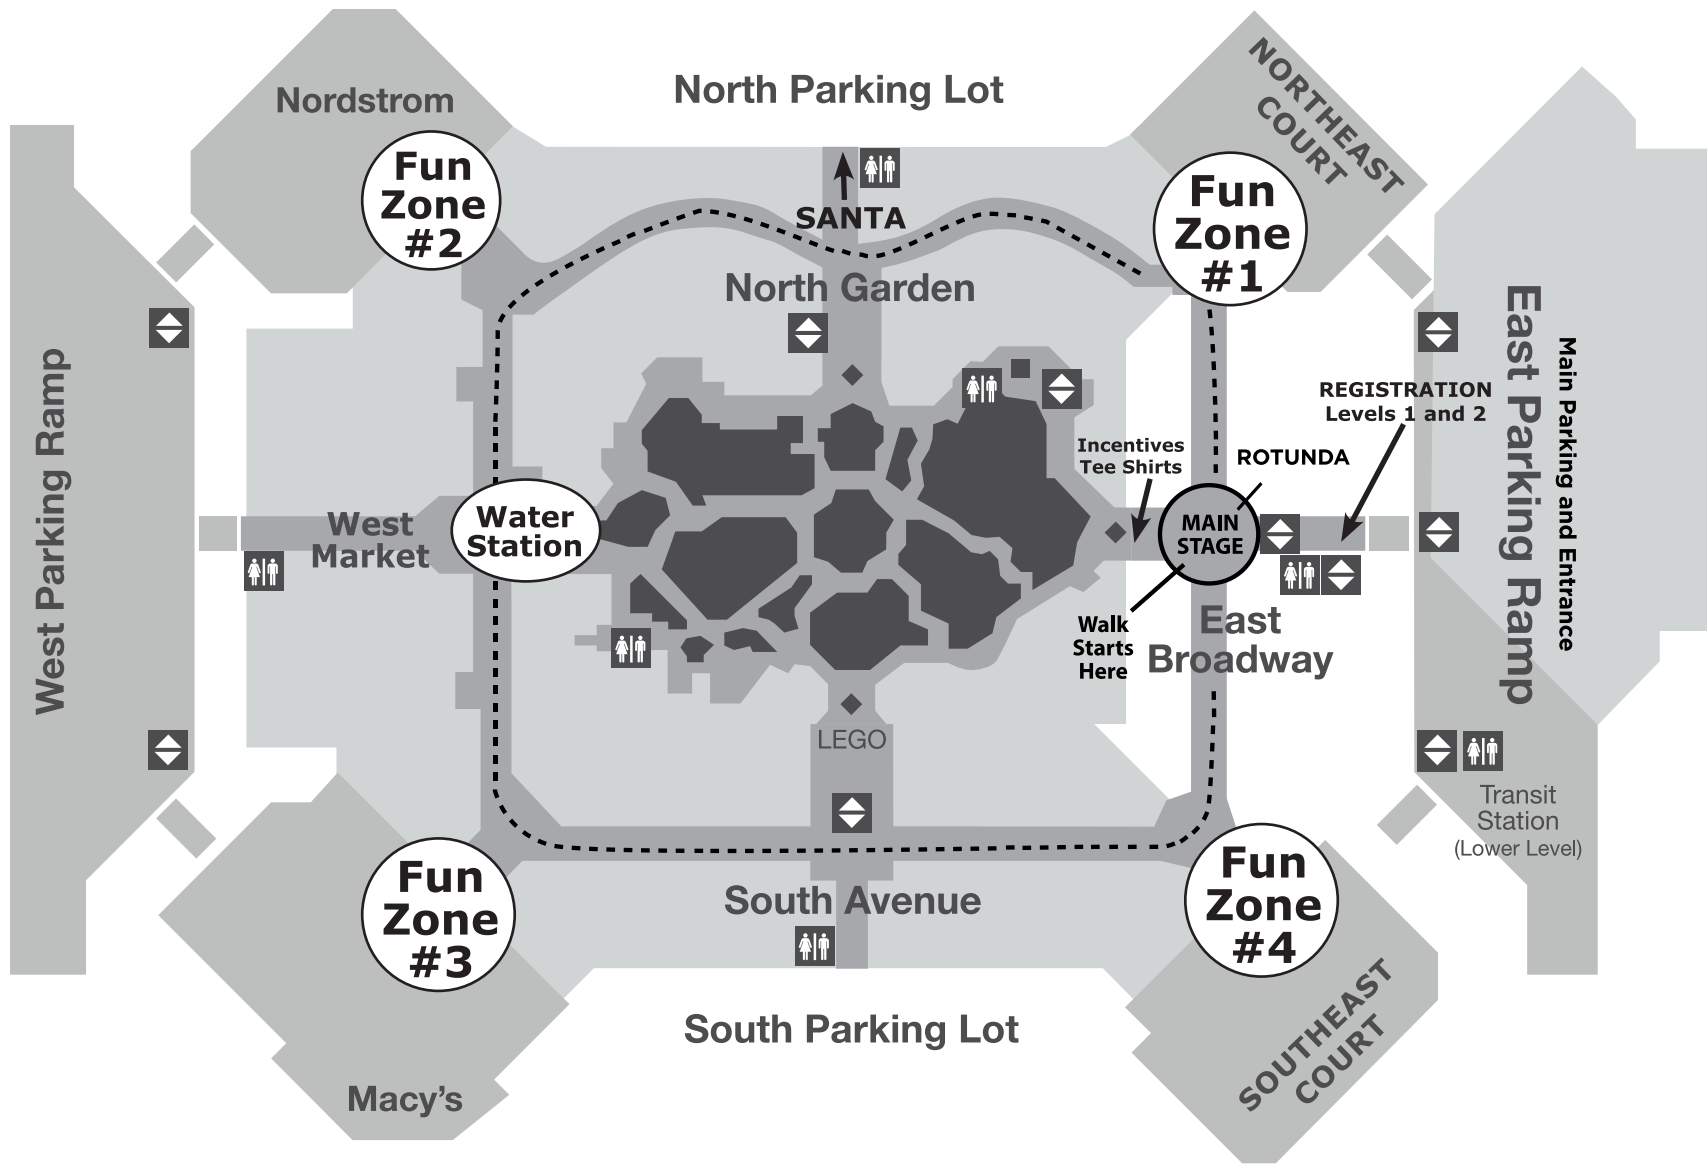 Nordstrom
North Parking Lot
NORTHEAST
COURT
Fun
Zone
#2
SANTA
Fun
Zone
#1
North Garden
West Parking Ramp
East Parking Ramp
Main Parking and Entrance
REGISTRATION
Levels 1 and 2
Incentives
Tee Shirts
ROTUNDA
West
Market
Water
Station
MAIN
STAGE
Walk
Starts
Here
East
Broadway
LEGO
Transit
Station
(Lower Level)
Fun
Zone
#3
South Avenue
Fun
Zone
#4
South Parking Lot
SOUTHEAST
COURT
Macy’s